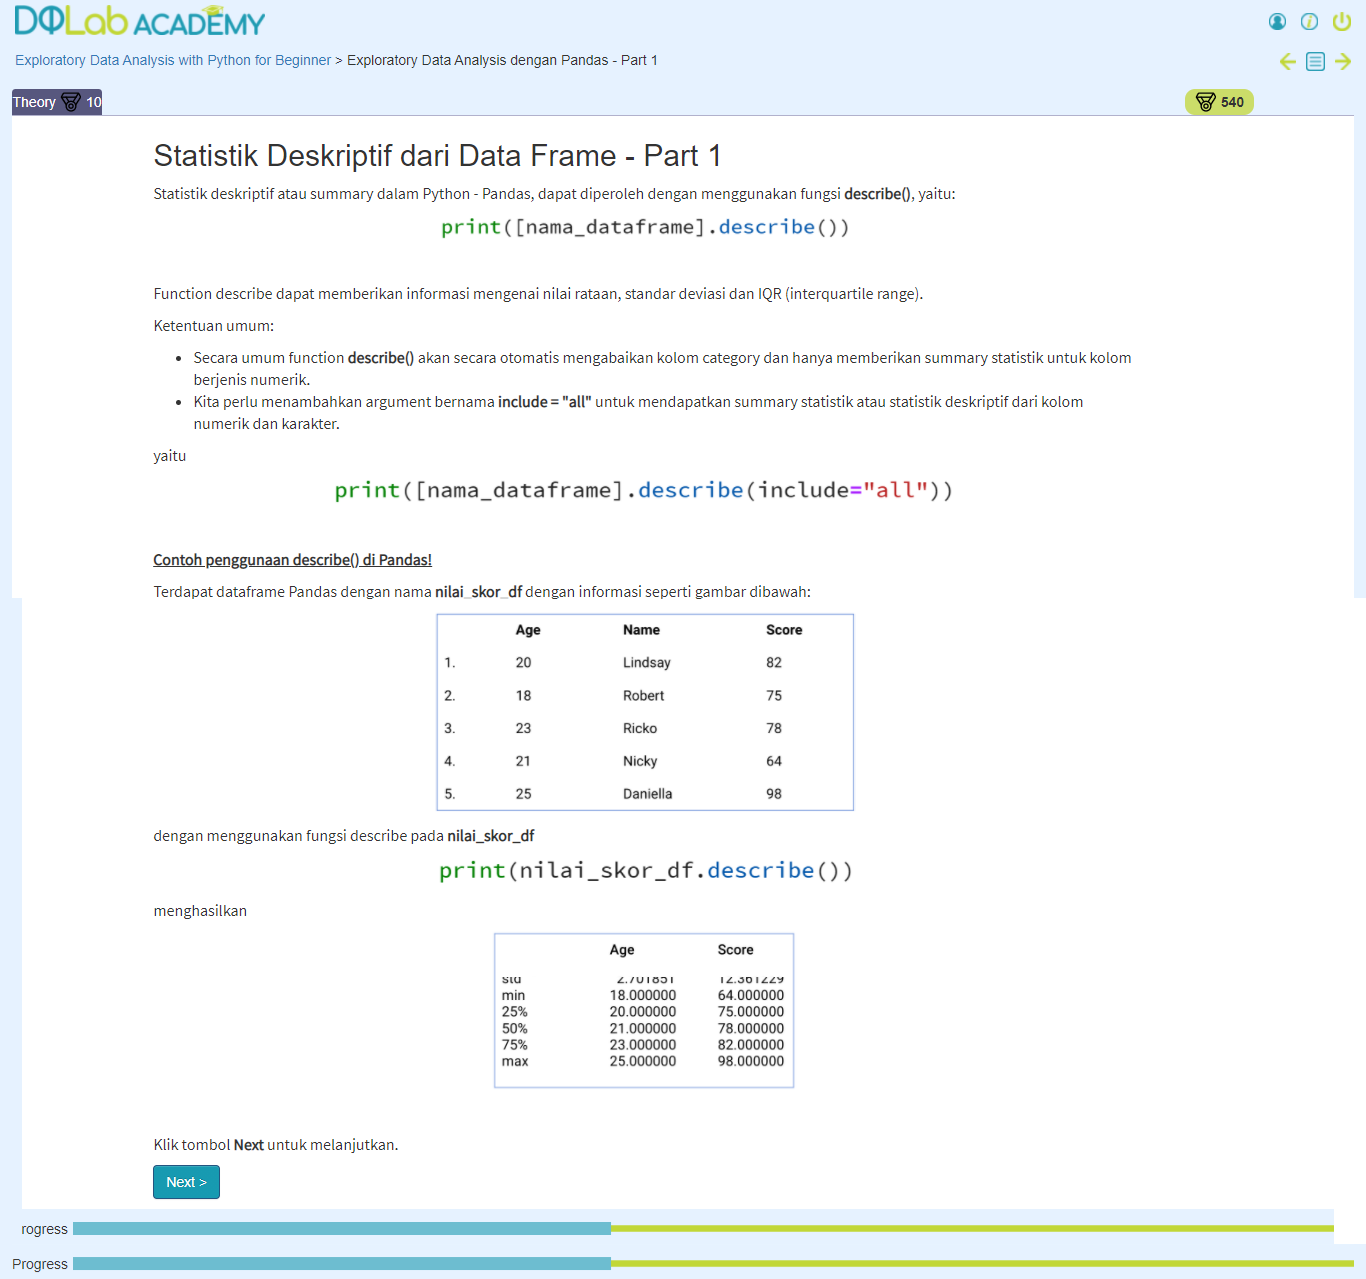 DQLab ACADEMY
Exploratory Data Analysis with Python for Beginner > Exploratory Data Analysis dengan Pandas - Part 1
Theory 10
540
Statistik Deskriptif dari Data Frame - Part 1
Statistik deskriptif atau summary dalam Python - Pandas, dapat diperoleh dengan menggunakan fungsi describe(), yaitu:
print([nama_dataframe].describe())
Function describe dapat memberikan informasi mengenai nilai rataan, standar deviasi dan IQR (interquartile range).
Ketentuan umum:
• Secara umum function describe() akan secara otomatis mengabaikan kolom category dan hanya memberikan summary statistik untuk kolom
berjenis numerik.
• Kita perlu menambahkan argument bernama include = "all" untuk mendapatkan summary statistik atau statistik deskriptif dari kolom
numerik dan karakter.
yaitu
print([nama_dataframe].describe(include="all"))
Contoh penggunaan describe() di Pandas!
Terdapat dataframe Pandas dengan nama nilai_skor_df dengan informasi seperti gambar dibawah:
Age Name Score
1. 20 Lindsay 82
2. 18 Robert 75
3. 23 Ricko 78
4. 21 Nicky 64
5. 25 Daniella 98
dengan menggunakan fungsi describe pada nilai_skor_df
print(nilai_skor_df.describe())
menghasilkan
Age Score
std 2.701851 12.361229
min 18.000000 64.000000
25% 20.000000 75.000000
50% 21.000000 78.000000
75% 23.000000 82.000000
max 25.000000 98.000000
Klik tombol Next untuk melanjutkan.
Next >
rogress
Progress